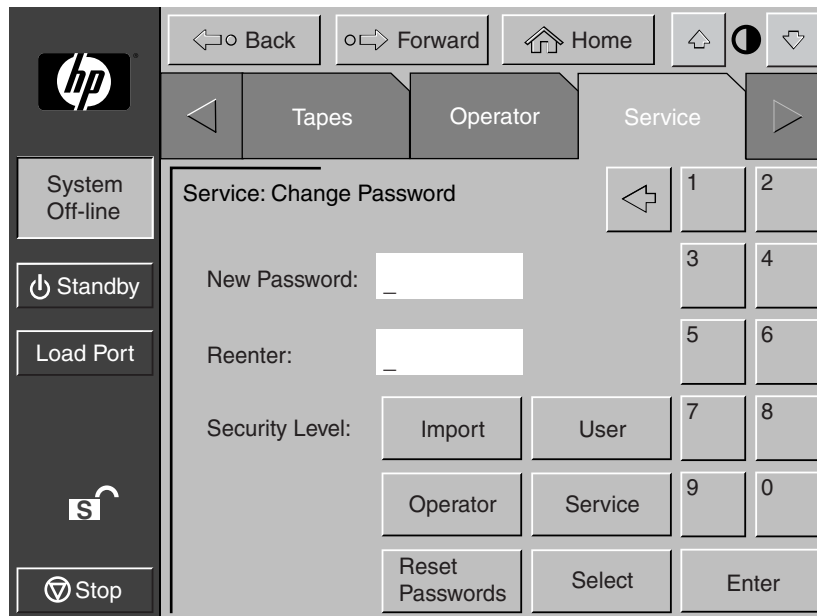 Back
Forward
Home
hp
Tapes
Operator
Service
System
Off-line
Standby
Load Port
S
Stop
Service: Change Password
New Password: _
Reenter: _
Security Level:
Import
User
Operator
Service
Reset
Passwords
Select
1
2
3
4
5
6
7
8
9
0
Enter